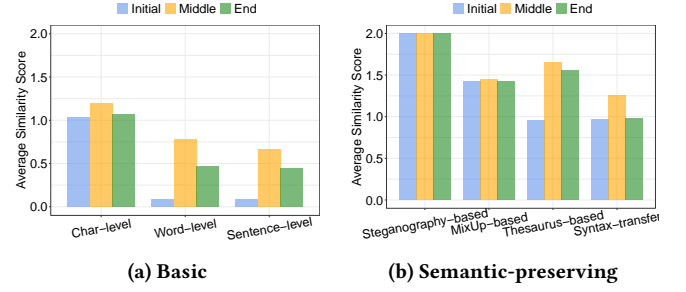 Initial Middle End
Average Similarity Score
2.0
1.5
1.0
0.5
0.0
Char−level
Word−level
Sentence−level
(a) Basic
Initial Middle End
Average Similarity Score
2.0
1.5
1.0
0.5
0.0
Steganography−based
MixUp−based
Thesaurus−based
Syntax−transfer
(b) Semantic-preserving